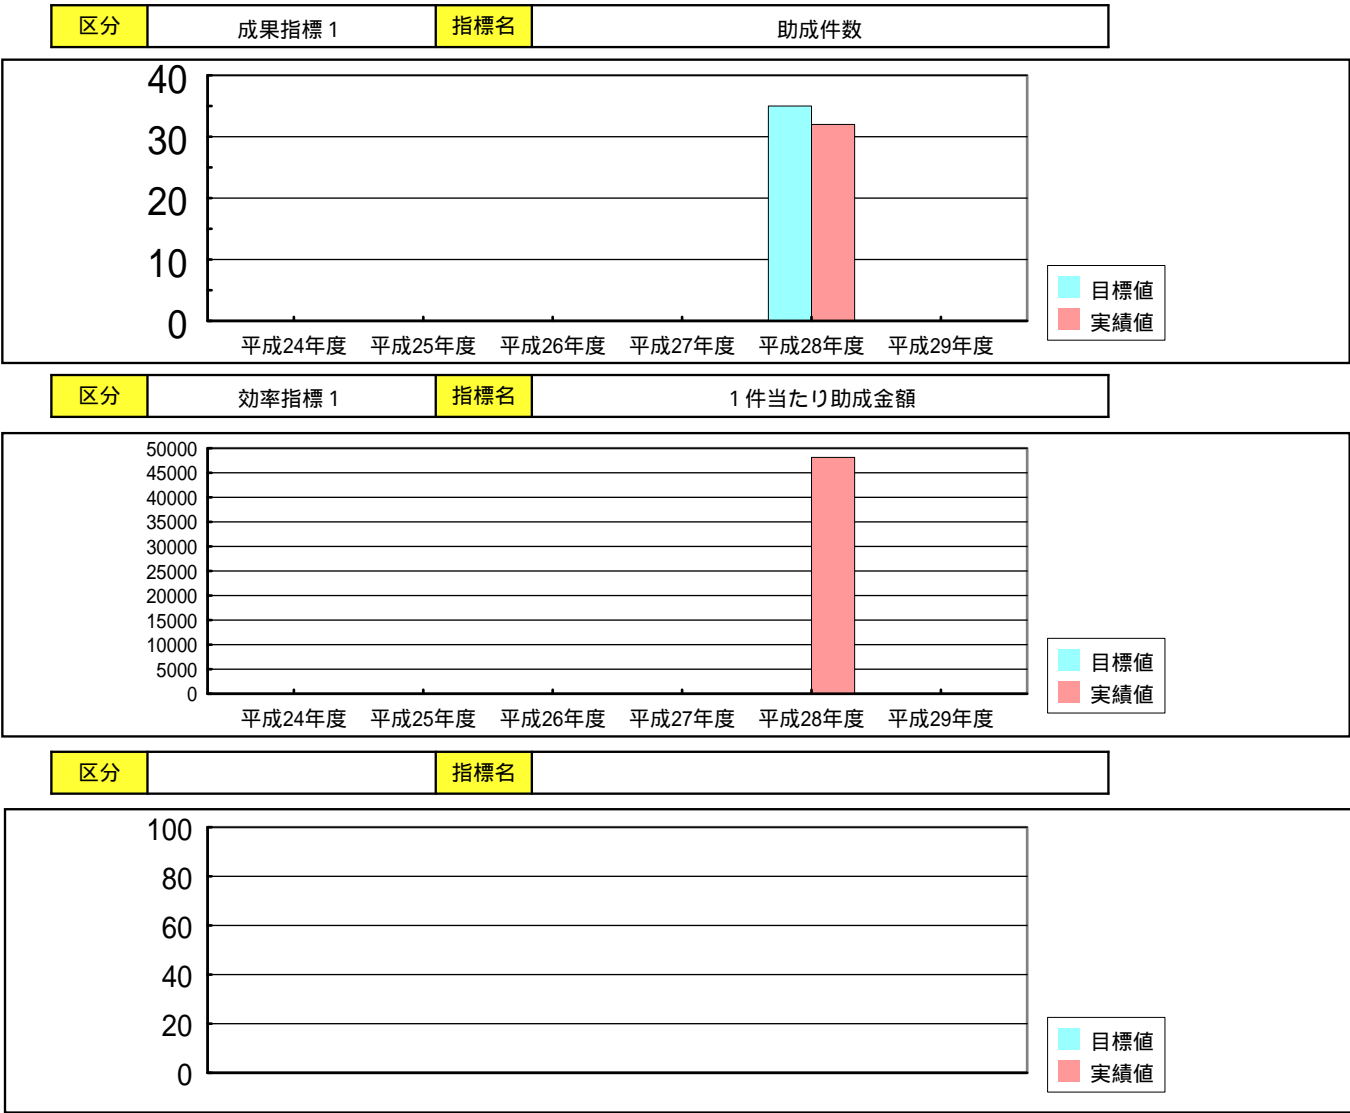 区分 成果指標1 指標名 助成件数
40
30
20
10
0
平成24年度 平成25年度 平成26年度 平成27年度 平成28年度 平成29年度
目標値
実績値
区分 効率指標1 指標名 1件当たり助成金額
50000
45000
40000
35000
30000
25000
20000
15000
10000
5000
0
平成24年度 平成25年度 平成26年度 平成27年度 平成28年度 平成29年度
目標値
実績値
区分 指標名
100
80
60
40
20
0
目標値
実績値